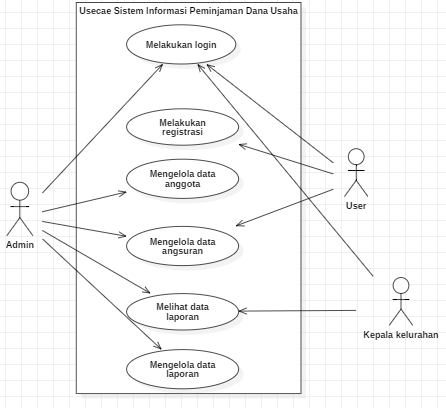 Usecae Sistem Informasi Peminjaman Dana Usaha
Melakukan login
Melakukan
registrasi
Mengelola data
anggota
User
Admin
Mengelola data
angsuran
Melihat data
laporan
Kepala kelurahan
Mengelola data
laporan